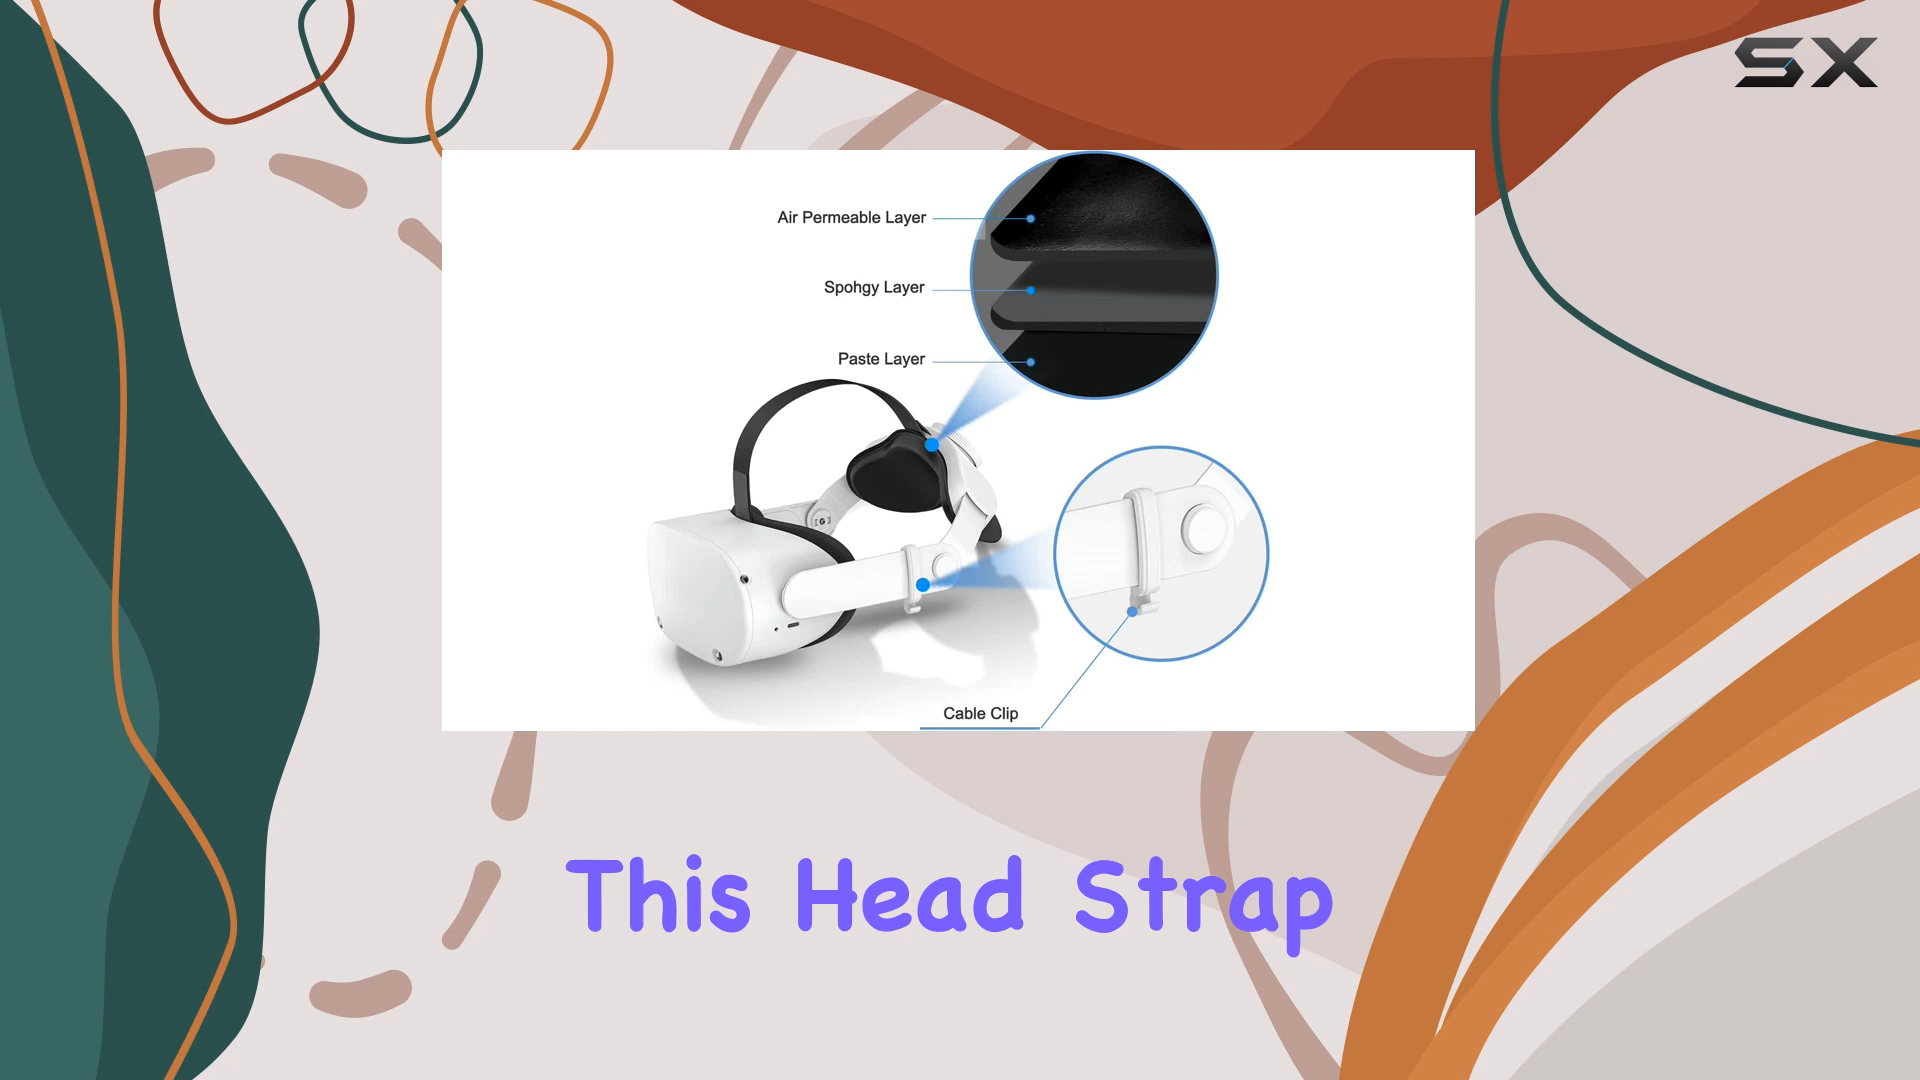 SX
Air Permeable Layer
Spohgy Layer
Paste Layer
Cable Clip
This Head Strap